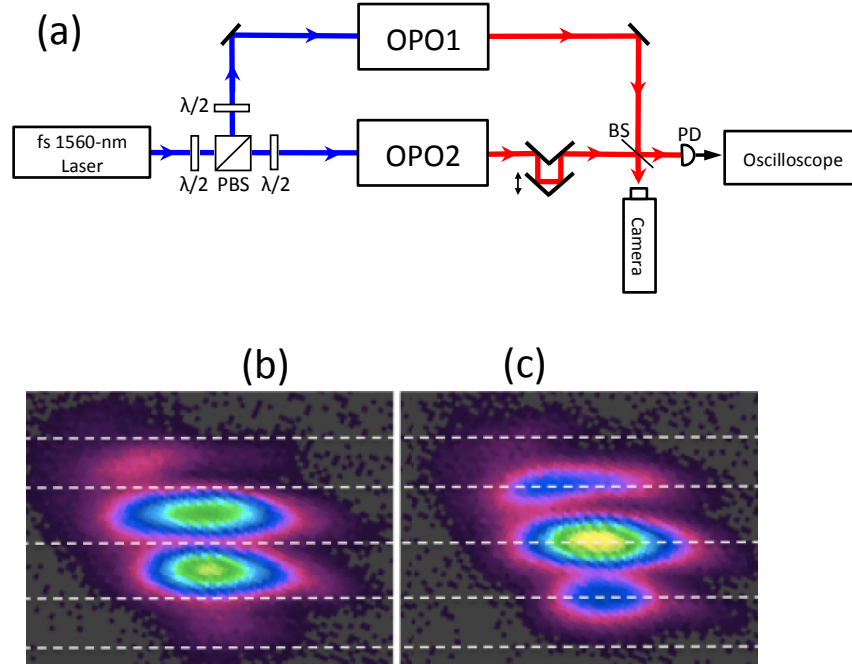 (a)
OPO1
λ/2
fs 1560-nm
Laser
λ/2
PBS
λ/2
OPO2
BS
PD
Oscilloscope
Camera
(b)
(c)